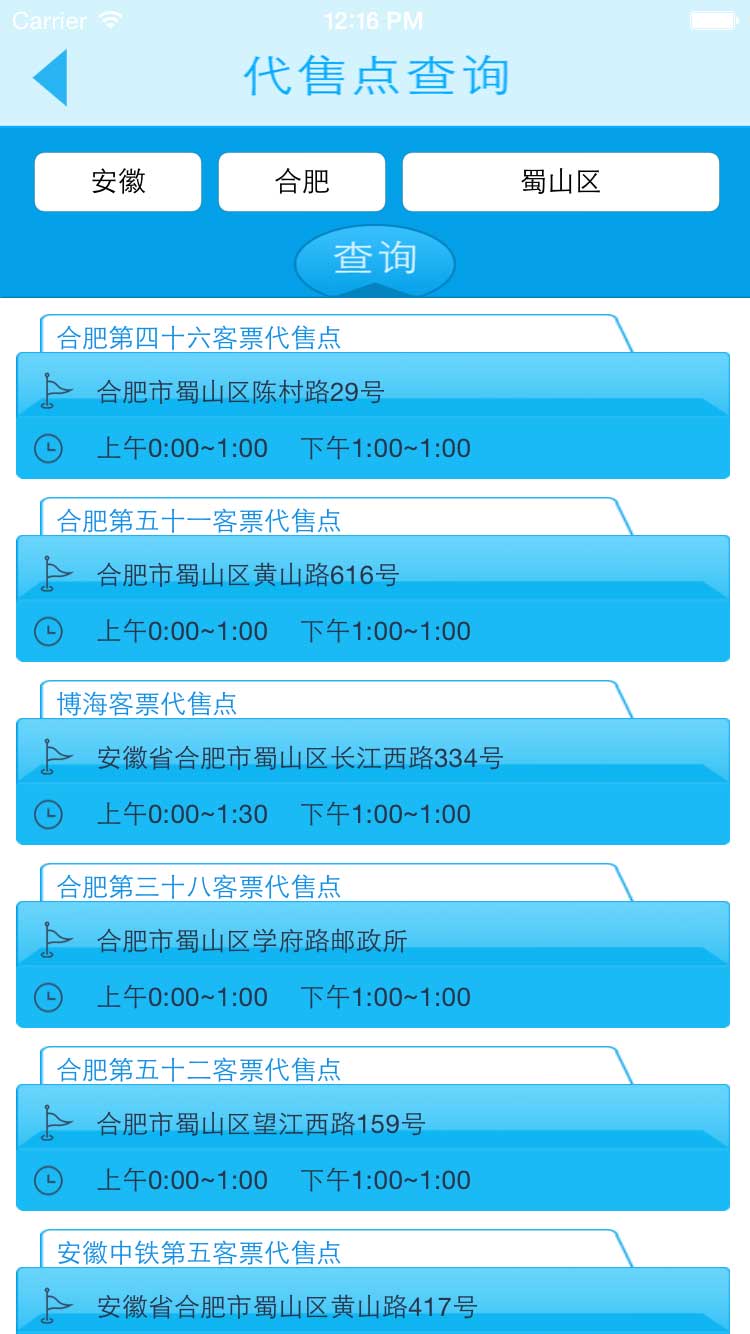 Carrier 12:16 PM
代售点查询
安徽 合肥 蜀山区
查询
合肥第四十六客票代售点
合肥市蜀山区陈村路29号
上午0:00~1:00 下午1:00~1:00
合肥第五十一客票代售点
合肥市蜀山区黄山路616号
上午0:00~1:00 下午1:00~1:00
博海客票代售点
安徽省合肥市蜀山区长江西路334号
上午0:00~1:30 下午1:00~1:00
合肥第三十八客票代售点
合肥市蜀山区学府路邮政所
上午0:00~1:00 下午1:00~1:00
合肥第五十二客票代售点
合肥市蜀山区望江西路159号
上午0:00~1:00 下午1:00~1:00
安徽中铁第五客票代售点
安徽省合肥市蜀山区黄山路417号